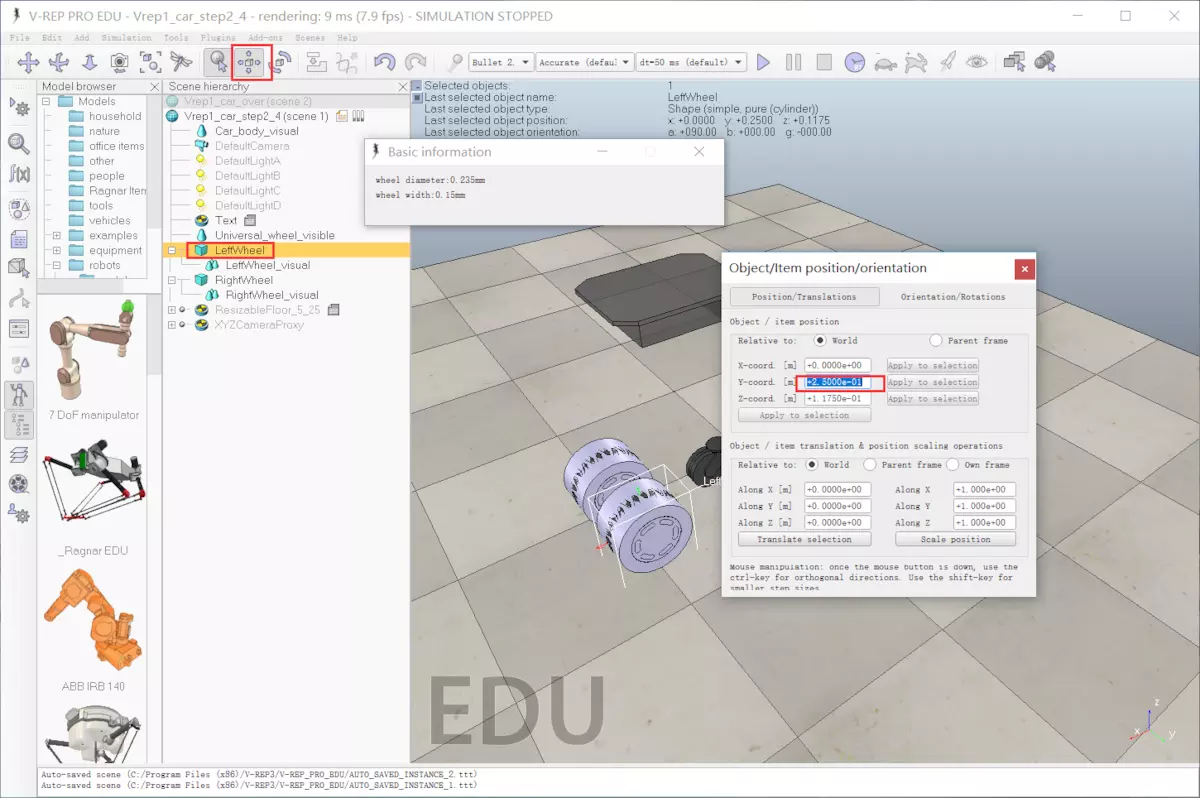 V-REP PRO EDU - Vrep1_car_step2_4 - rendering: 9 ms (7.9 fps) - SIMULATION STOPPED
File Edit Add Simulation Tools Plugins Add-ons Scenes Help
Bullet 2. Accurate (defaul dt=50 ms (default)
Model browser
Models
household
nature
office items
other
people
Ragnar Item
tools
vehicles
examples
equipment
robots
7 DoF manipulator
_Ragnar EDU
ABB IRB 140
Scene hierarchy
Vrep1_car_over (scene 2)
Vrep1_car_step2_4 (scene 1)
Car_body_visual
DefaultCamera
DefaultLightA
DefaultLightB
DefaultLightC
DefaultLightD
Text
Universal_wheel_visible
LeftWheel
LeftWheel_visual
RightWheel
RightWheel_visual
ResizableFloor_5_25
XYZCameraProxy
Selected objects: 1
Last selected object name: LeftWheel
Last selected object type: Shape (simple, pure (cylinder))
Last selected object position: x: +0.0000 y: +0.2500 z: +0.1175
Last selected object orientation: a: +090.00 b: +000.00 g: -000.00
Basic information
wheel diameter:0.235mm
wheel width:0.15mm
Left
EDU
Object/Item position/orientation
Position/Translations Orientation/Rotations
Object / item position
Relative to: World Parent frame
X-coord. [m] +0.0000e+00 Apply to selection
Y-coord. [m] +2.5000e-01 Apply to selection
Z-coord. [m] +1.1750e-01 Apply to selection
Apply to selection
Object / item translation & position scaling operations
Relative to: World Parent frame Own frame
Along X [m] +0.0000e+00 Along X +1.000e+00
Along Y [m] +0.0000e+00 Along Y +1.000e+00
Along Z [m] +0.0000e+00 Along Z +1.000e+00
Translate selection Scale position
Mouse manipulation: once the mouse button is down, use the
ctrl-key for orthogonal directions. Use the shift-key for
smaller step sizes
z
x
y
Auto-saved scene (C:/Program Files (x86)/V-REP3/V-REP_PRO_EDU/AUTO_SAVED_INSTANCE_2.ttt)
Auto-saved scene (C:/Program Files (x86)/V-REP3/V-REP_PRO_EDU/AUTO_SAVED_INSTANCE_1.ttt)